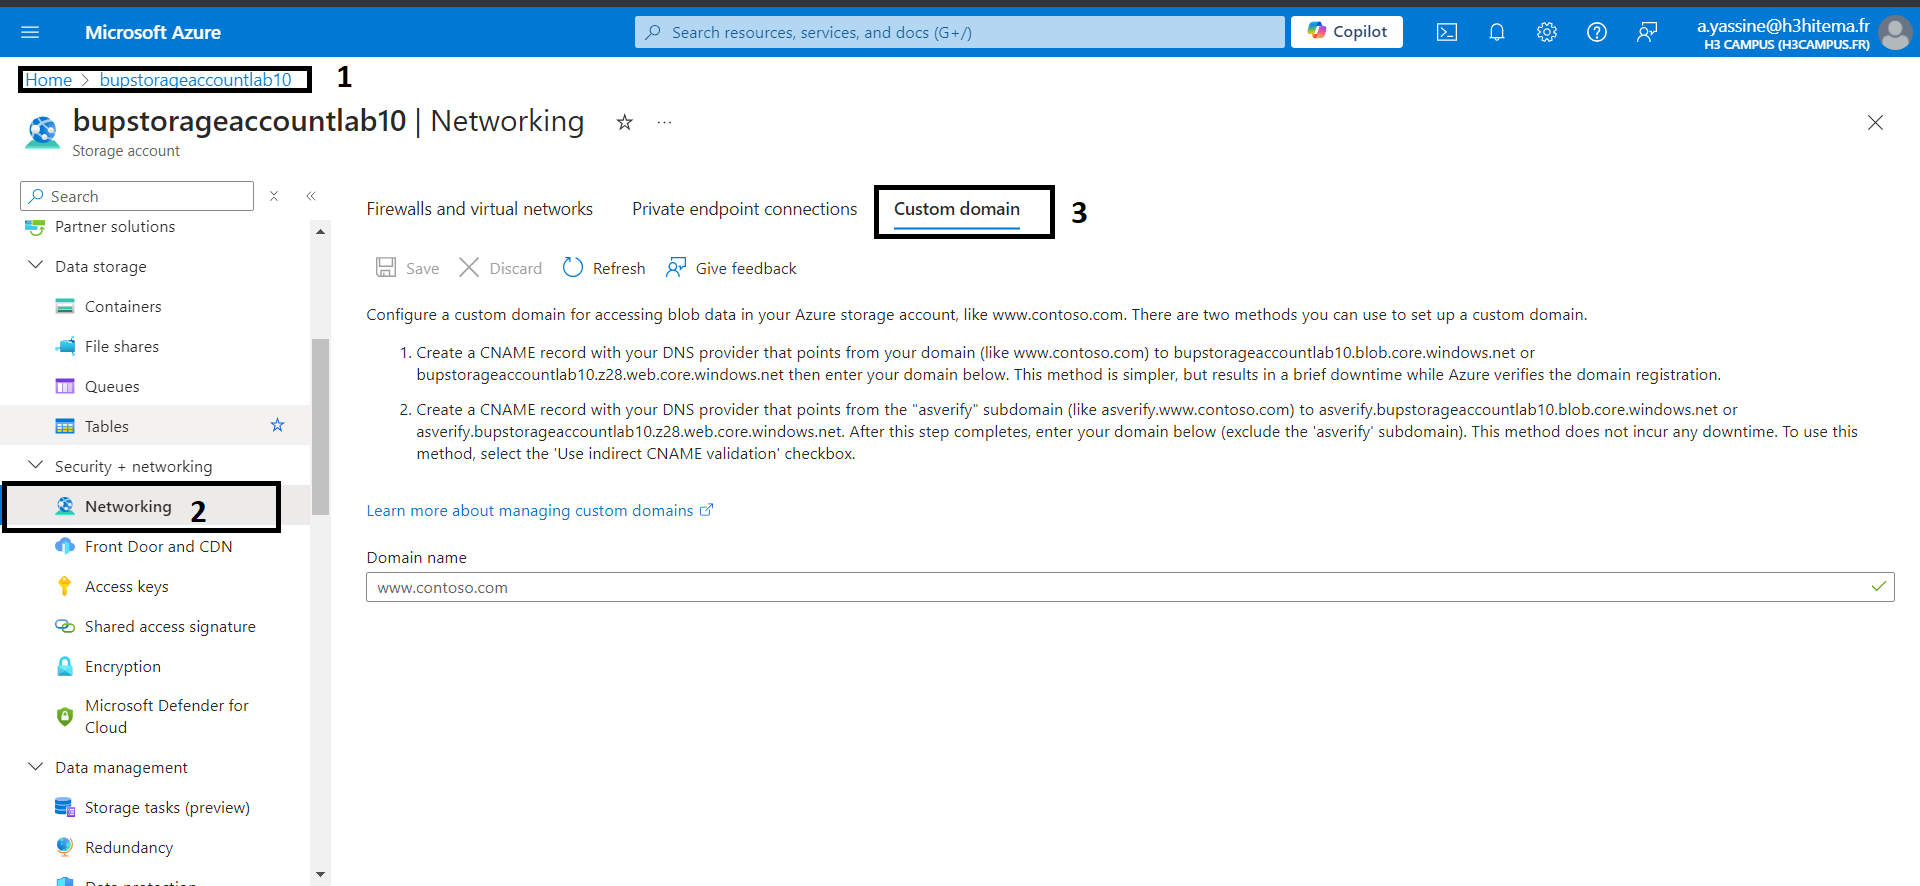 Microsoft Azure
Search resources, services, and docs (G+/)
Copilot
a.yassine@h3hitema.fr
H3 CAMPUS (H3CAMPUS.FR)
Home > bupstorageaccountlab10
1
bupstorageaccountlab10 | Networking
Storage account
Search
Partner solutions
Data storage
Containers
File shares
Queues
Tables
Security + networking
Networking
2
Front Door and CDN
Access keys
Shared access signature
Encryption
Microsoft Defender for
Cloud
Data management
Storage tasks (preview)
Redundancy
Data protection
Firewalls and virtual networks
Private endpoint connections
Custom domain
3
Save
Discard
Refresh
Give feedback
Configure a custom domain for accessing blob data in your Azure storage account, like www.contoso.com. There are two methods you can use to set up a custom domain.
1. Create a CNAME record with your DNS provider that points from your domain (like www.contoso.com) to bupstorageaccountlab10.blob.core.windows.net or
bupstorageaccountlab10.z28.web.core.windows.net then enter your domain below. This method is simpler, but results in a brief downtime while Azure verifies the domain registration.
2. Create a CNAME record with your DNS provider that points from the "asverify" subdomain (like asverify.www.contoso.com) to asverify.bupstorageaccountlab10.blob.core.windows.net or
asverify.bupstorageaccountlab10.z28.web.core.windows.net. After this step completes, enter your domain below (exclude the 'asverify' subdomain). This method does not incur any downtime. To use this
method, select the 'Use indirect CNAME validation' checkbox.
Learn more about managing custom domains
Domain name
www.contoso.com